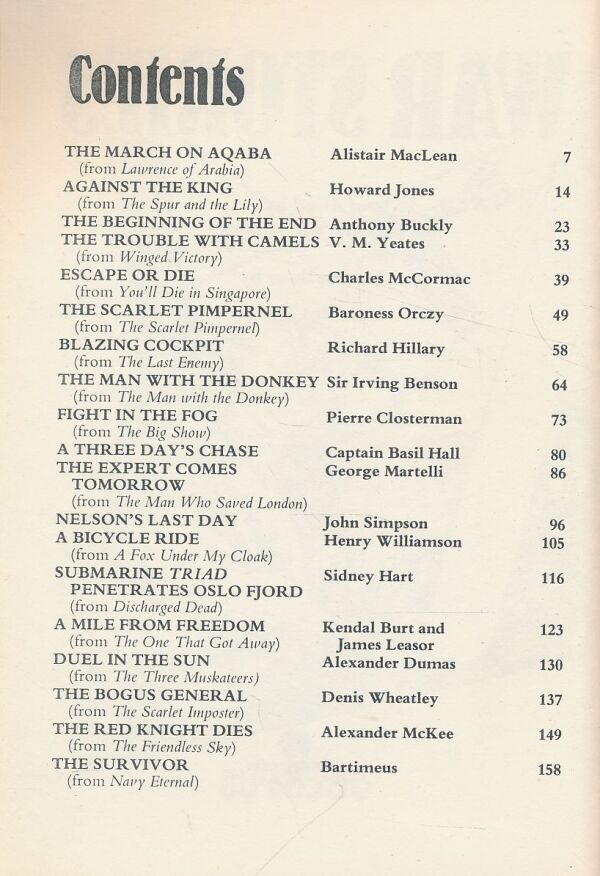 Contents
THE MARCH ON AQABA Alistair MacLean 7
(from Lawrence of Arabia)
AGAINST THE KING Howard Jones 14
(from The Spur and the Lily)
THE BEGINNING OF THE END Anthony Buckly 23
THE TROUBLE WITH CAMELS V. M. Yeates 33
(from Winged Victory)
ESCAPE OR DIE Charles McCormac 39
(from You'll Die in Singapore)
THE SCARLET PIMPERNEL Baroness Orczy 49
(from The Scarlet Pimpernel)
BLAZING COCKPIT Richard Hillary 58
(from The Last Enemy)
THE MAN WITH THE DONKEY Sir Irving Benson 64
(from The Man with the Donkey)
FIGHT IN THE FOG Pierre Closterman 73
(from The Big Show)
A THREE DAY'S CHASE Captain Basil Hall 80
THE EXPERT COMES George Martelli 86
TOMORROW
(from The Man Who Saved London)
NELSON'S LAST DAY John Simpson 96
A BICYCLE RIDE Henry Williamson 105
(from A Fox Under My Cloak)
SUBMARINE TRIAD Sidney Hart 116
PENETRATES OSLO FJORD
(from Discharged Dead)
A MILE FROM FREEDOM Kendal Burt and 123
(from The One That Got Away) James Leasor
DUEL IN THE SUN Alexander Dumas 130
(from The Three Muskateers)
THE BOGUS GENERAL Denis Wheatley 137
(from The Scarlet Imposter)
THE RED KNIGHT DIES Alexander McKee 149
(from The Friendless Sky)
THE SURVIVOR Bartimeus 158
(from Navy Eternal)